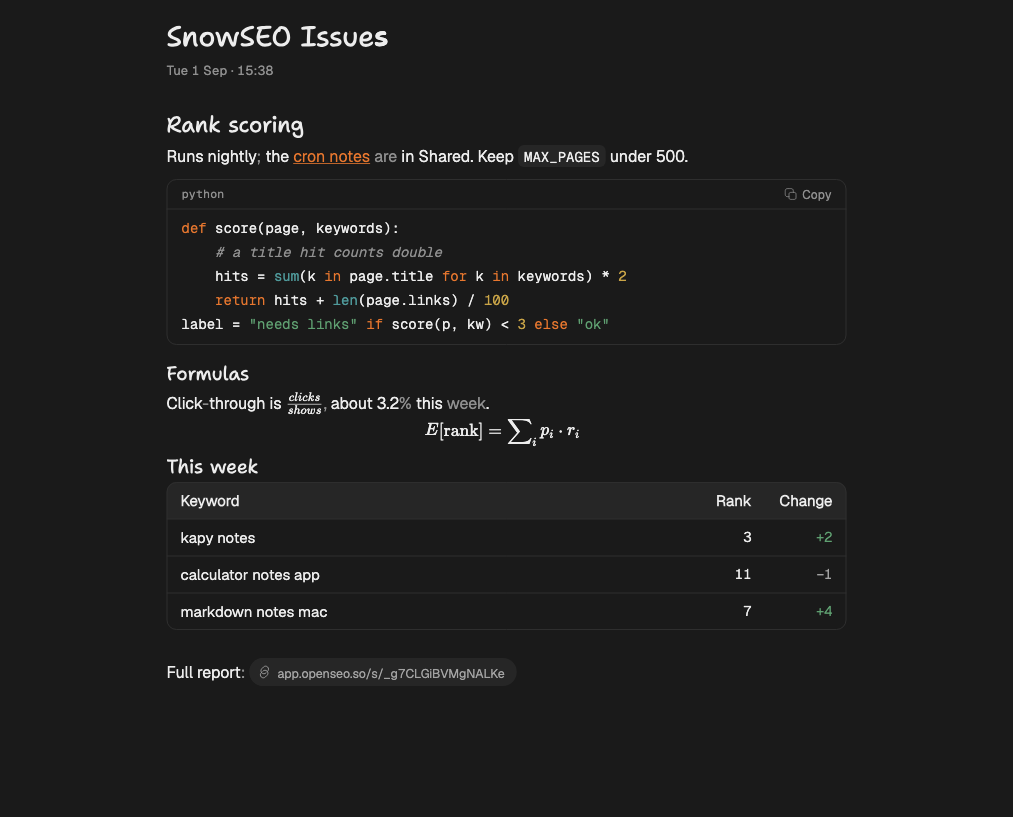 SnowSEO Issues
Tue 1 Sep · 15:38
Rank scoring
Runs nightly; the cron notes are in Shared. Keep MAX_PAGES under 500.
python Copy
def score(page, keywords):
    # a title hit counts double
    hits = sum(k in page.title for k in keywords) * 2
    return hits + len(page.links) / 100
label = "needs links" if score(p, kw) < 3 else "ok"
Formulas
Click-through is clicks/shows, about 3.2% this week.
E[rank] = ∑ᵢ pᵢ · rᵢ
This week
Keyword Rank Change
kapy notes 3 +2
calculator notes app 11 −1
markdown notes mac 7 +4
Full report: app.openseo.so/s/_g7CLGiBVMgNALKe